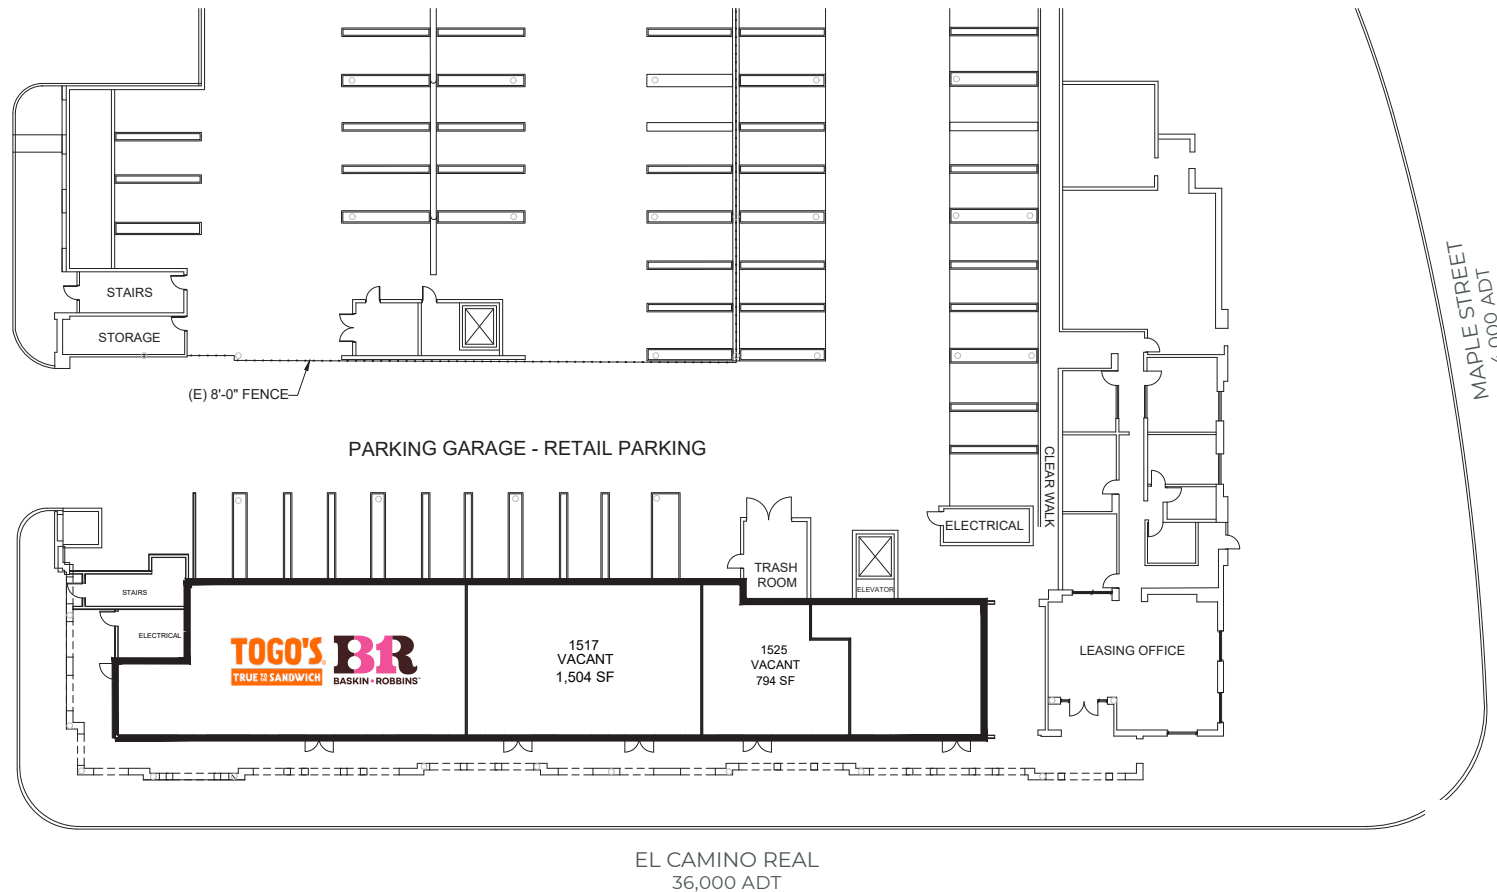 STAIRS
STORAGE
(E) 8'-0" FENCE
MAPLE STREET
PARKING GARAGE - RETAIL PARKING
CLEAR WALK
ELECTRICAL
TRASH
ROOM
ELEVATOR
STAIRS
ELECTRICAL
TOGO'S
TRUE TO SANDWICH
BR
BASKIN • ROBBINS
1517
VACANT
1,504 SF
1525
VACANT
794 SF
LEASING OFFICE
EL CAMINO REAL
36,000 ADT